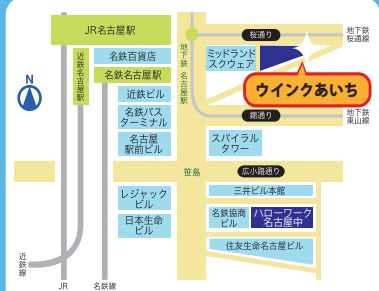 JR名古屋駅
桜通り
地下鉄
桜通線
名鉄百貨店
ミッドランド
スクウェア
近鉄名古屋駅
名鉄名古屋駅
地下鉄 名古屋駅
N
近鉄ビル
ウインクあいち
名鉄バス
ターミナル
錦通り
地下鉄
東山線
名古屋
駅前ビル
スパイラル
タワー
笹島
広小路通り
レジャック
ビル
三井ビル本館
日本生命
ビル
名鉄協商
ビル
ハローワーク
名古屋中
住友生命名古屋ビル
近鉄線
JR
名鉄線